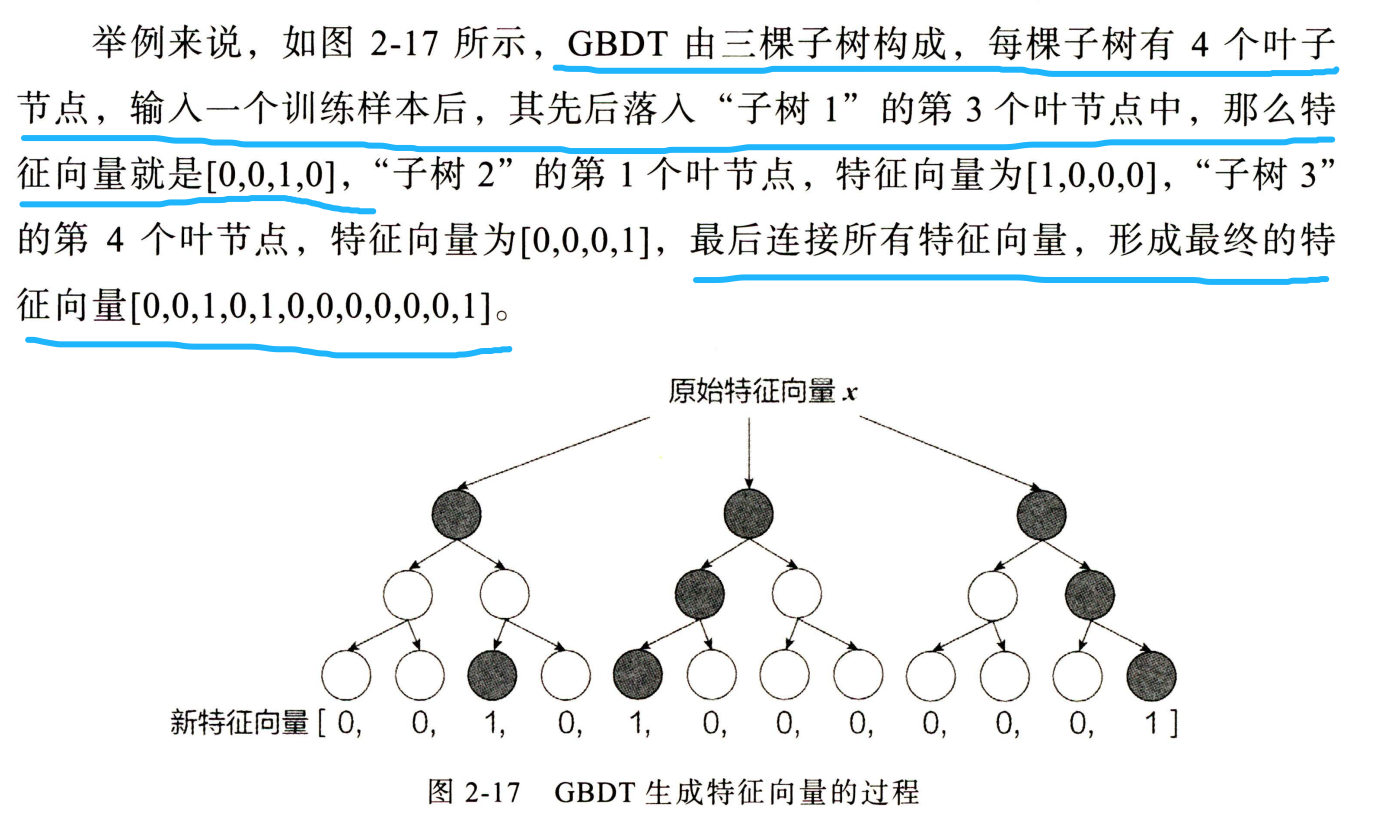 举例来说，如图 2-17 所示，GBDT 由三棵子树构成，每棵子树有 4 个叶子
节点，输入一个训练样本后，其先后落入“子树 1”的第 3 个叶节点中，那么特
征向量就是[0,0,1,0]，“子树 2”的第 1 个叶节点，特征向量为[1,0,0,0]，“子树 3”
的第 4 个叶节点，特征向量为[0,0,0,1]，最后连接所有特征向量，形成最终的特
征向量[0,0,1,0,1,0,0,0,0,0,0,1]。
原始特征向量 x
新特征向量 [ 0, 0, 1, 0, 1, 0, 0, 0, 0, 0, 0, 1 ]
图 2-17 GBDT 生成特征向量的过程